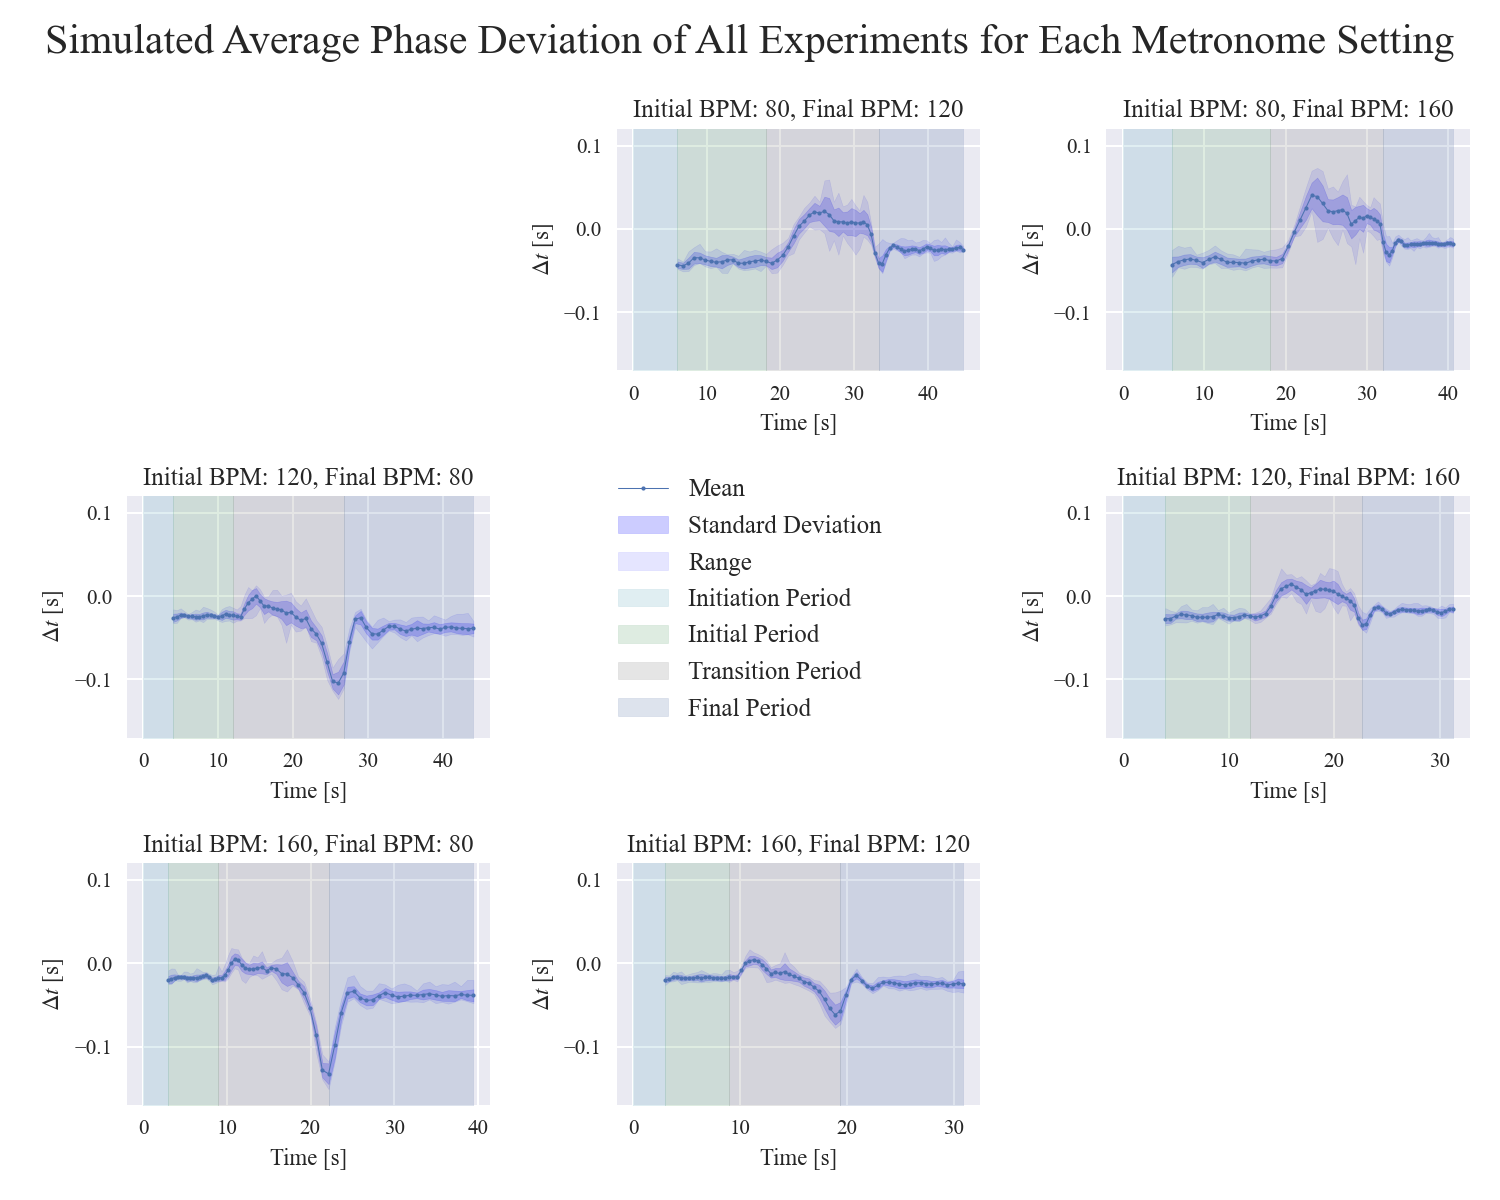 Simulated Average Phase Deviation of All Experiments for Each Metronome Setting
Initial BPM: 80, Final BPM: 120
0.1
0.0
−0.1
Δt [s]
0 10 20 30 40
Time [s]
Initial BPM: 80, Final BPM: 160
0.1
0.0
−0.1
Δt [s]
0 10 20 30 40
Time [s]
Initial BPM: 120, Final BPM: 80
0.1
0.0
−0.1
Δt [s]
0 10 20 30 40
Time [s]
Mean
Standard Deviation
Range
Initiation Period
Initial Period
Transition Period
Final Period
Initial BPM: 120, Final BPM: 160
0.1
0.0
−0.1
Δt [s]
0 10 20 30
Time [s]
Initial BPM: 160, Final BPM: 80
0.1
0.0
−0.1
Δt [s]
0 10 20 30 40
Time [s]
Initial BPM: 160, Final BPM: 120
0.1
0.0
−0.1
Δt [s]
0 10 20 30
Time [s]